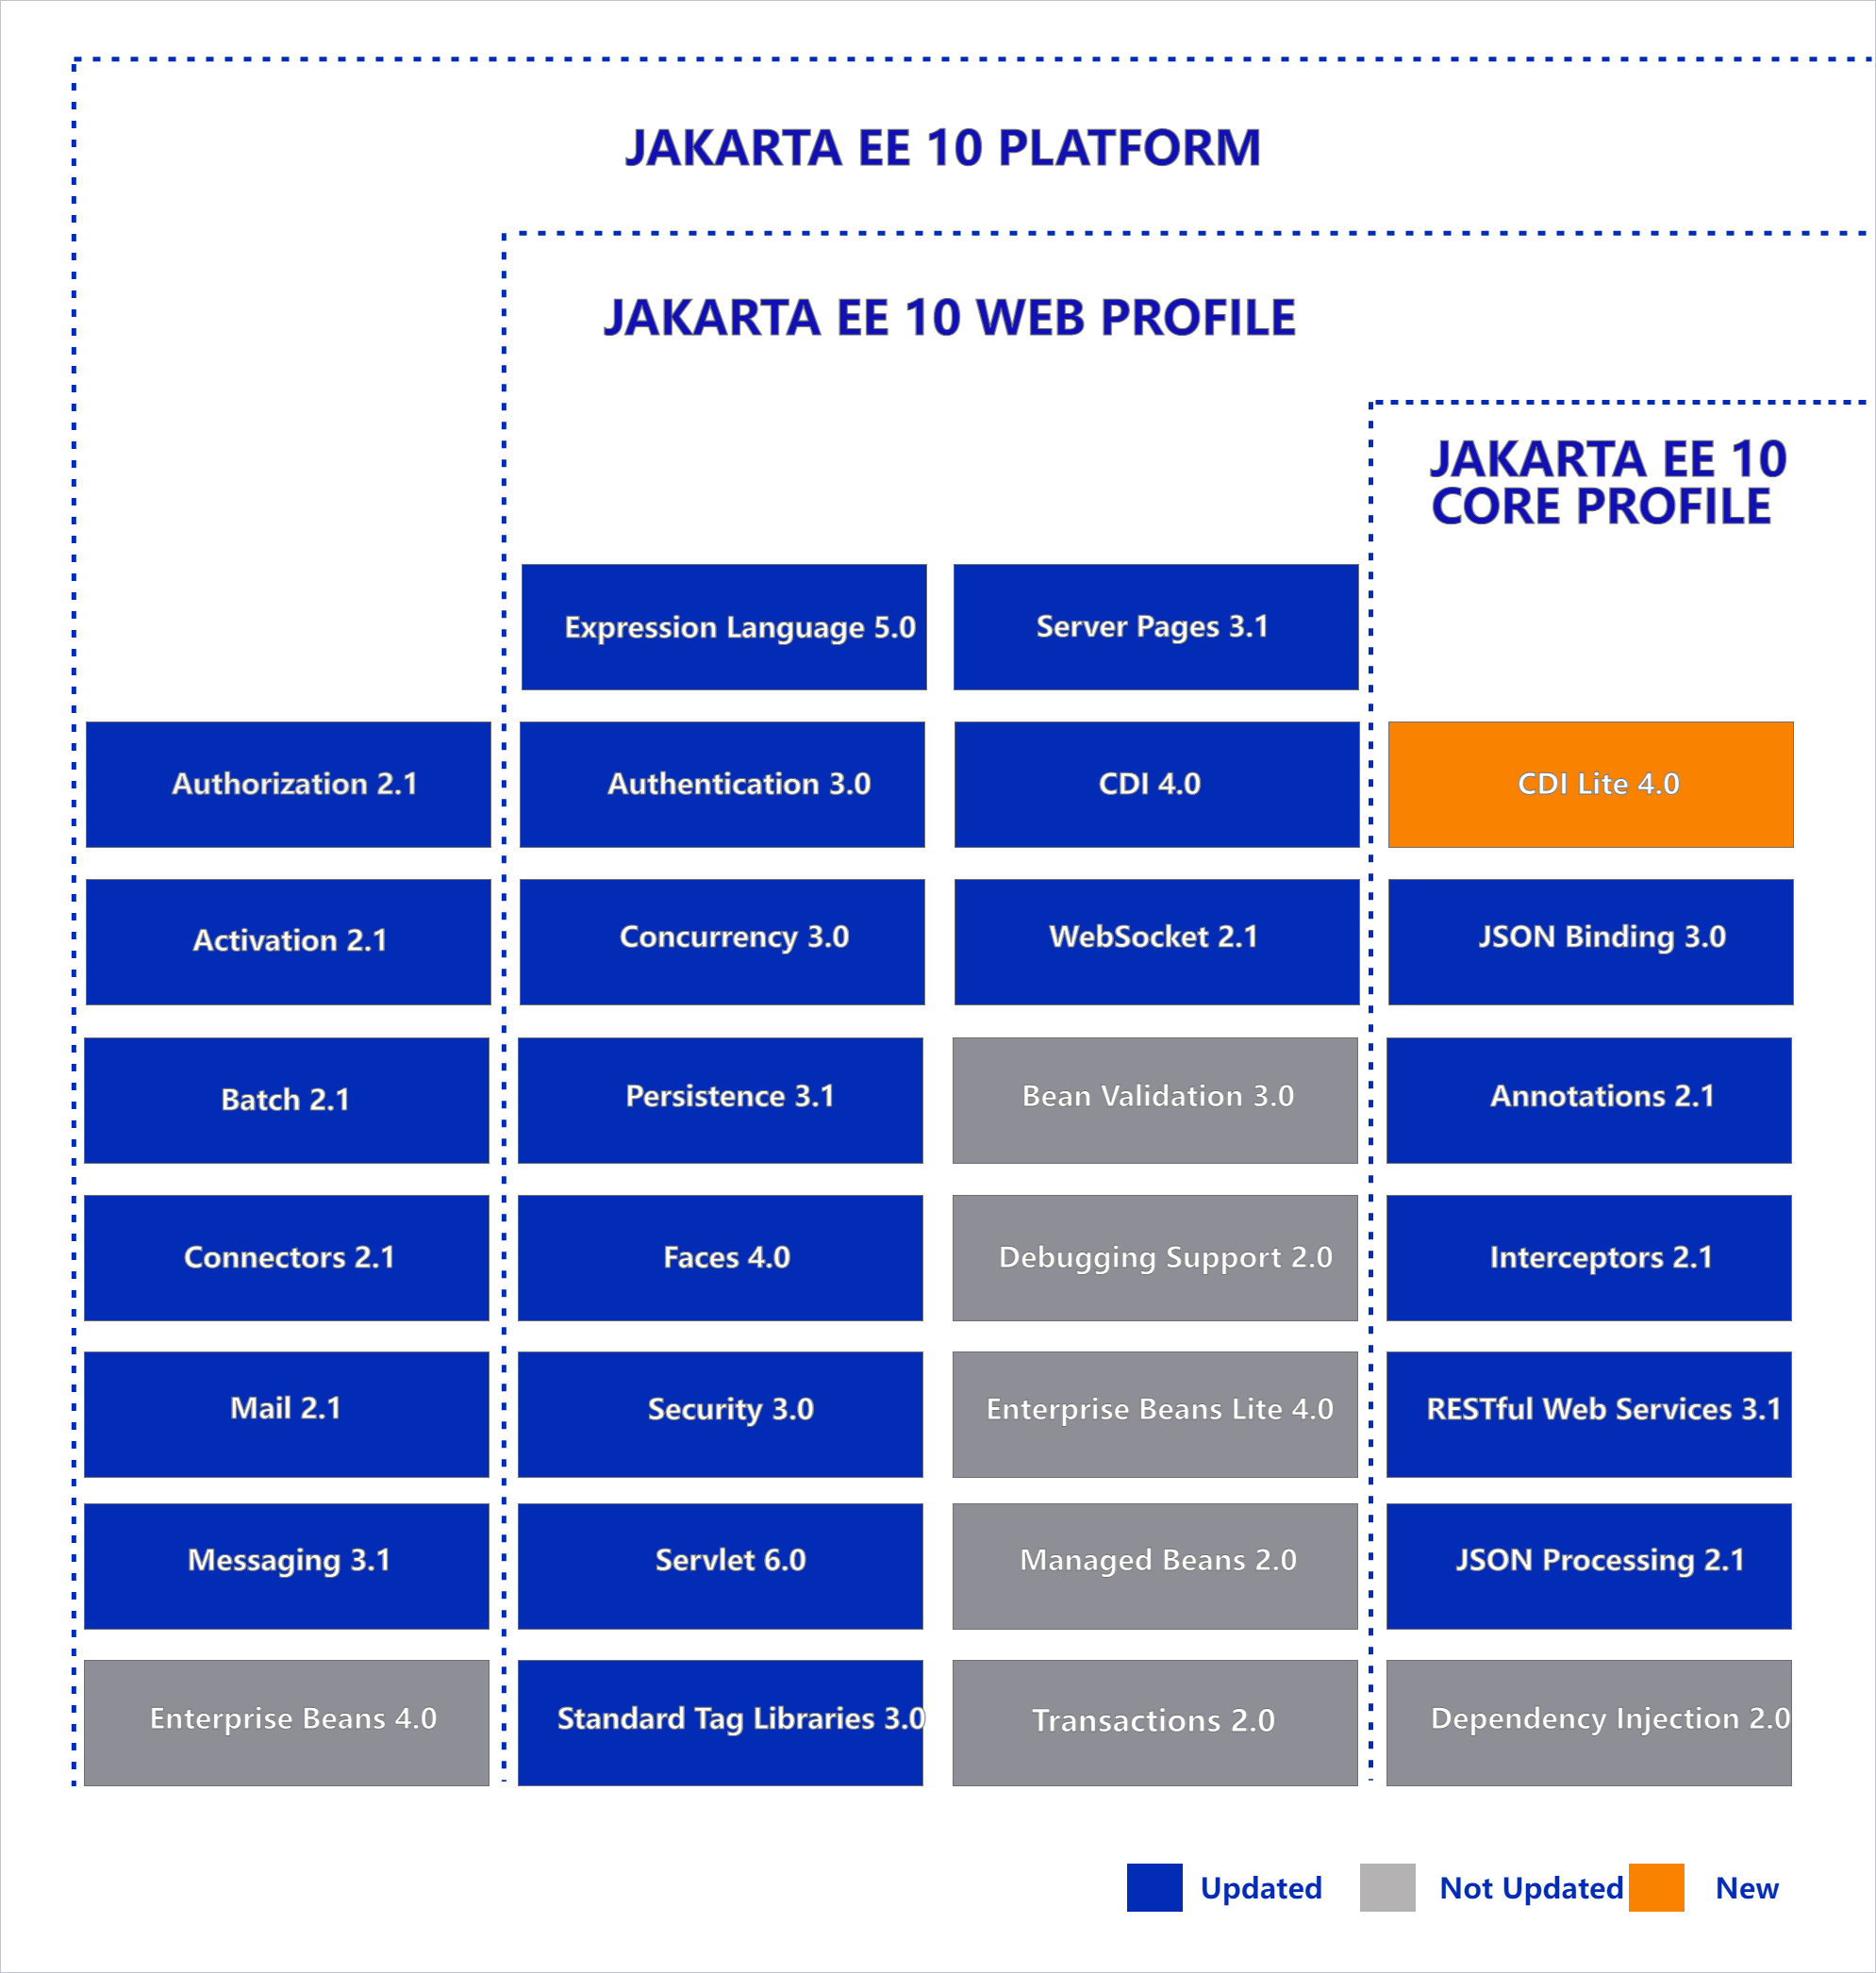 JAKARTA EE 10 PLATFORM
JAKARTA EE 10 WEB PROFILE
JAKARTA EE 10
CORE PROFILE
Expression Language 5.0
Server Pages 3.1
Authorization 2.1
Authentication 3.0
CDI 4.0
CDI Lite 4.0
Activation 2.1
Concurrency 3.0
WebSocket 2.1
JSON Binding 3.0
Batch 2.1
Persistence 3.1
Bean Validation 3.0
Annotations 2.1
Connectors 2.1
Faces 4.0
Debugging Support 2.0
Interceptors 2.1
Mail 2.1
Security 3.0
Enterprise Beans Lite 4.0
RESTful Web Services 3.1
Messaging 3.1
Servlet 6.0
Managed Beans 2.0
JSON Processing 2.1
Enterprise Beans 4.0
Standard Tag Libraries 3.0
Transactions 2.0
Dependency Injection 2.0
Updated
Not Updated
New